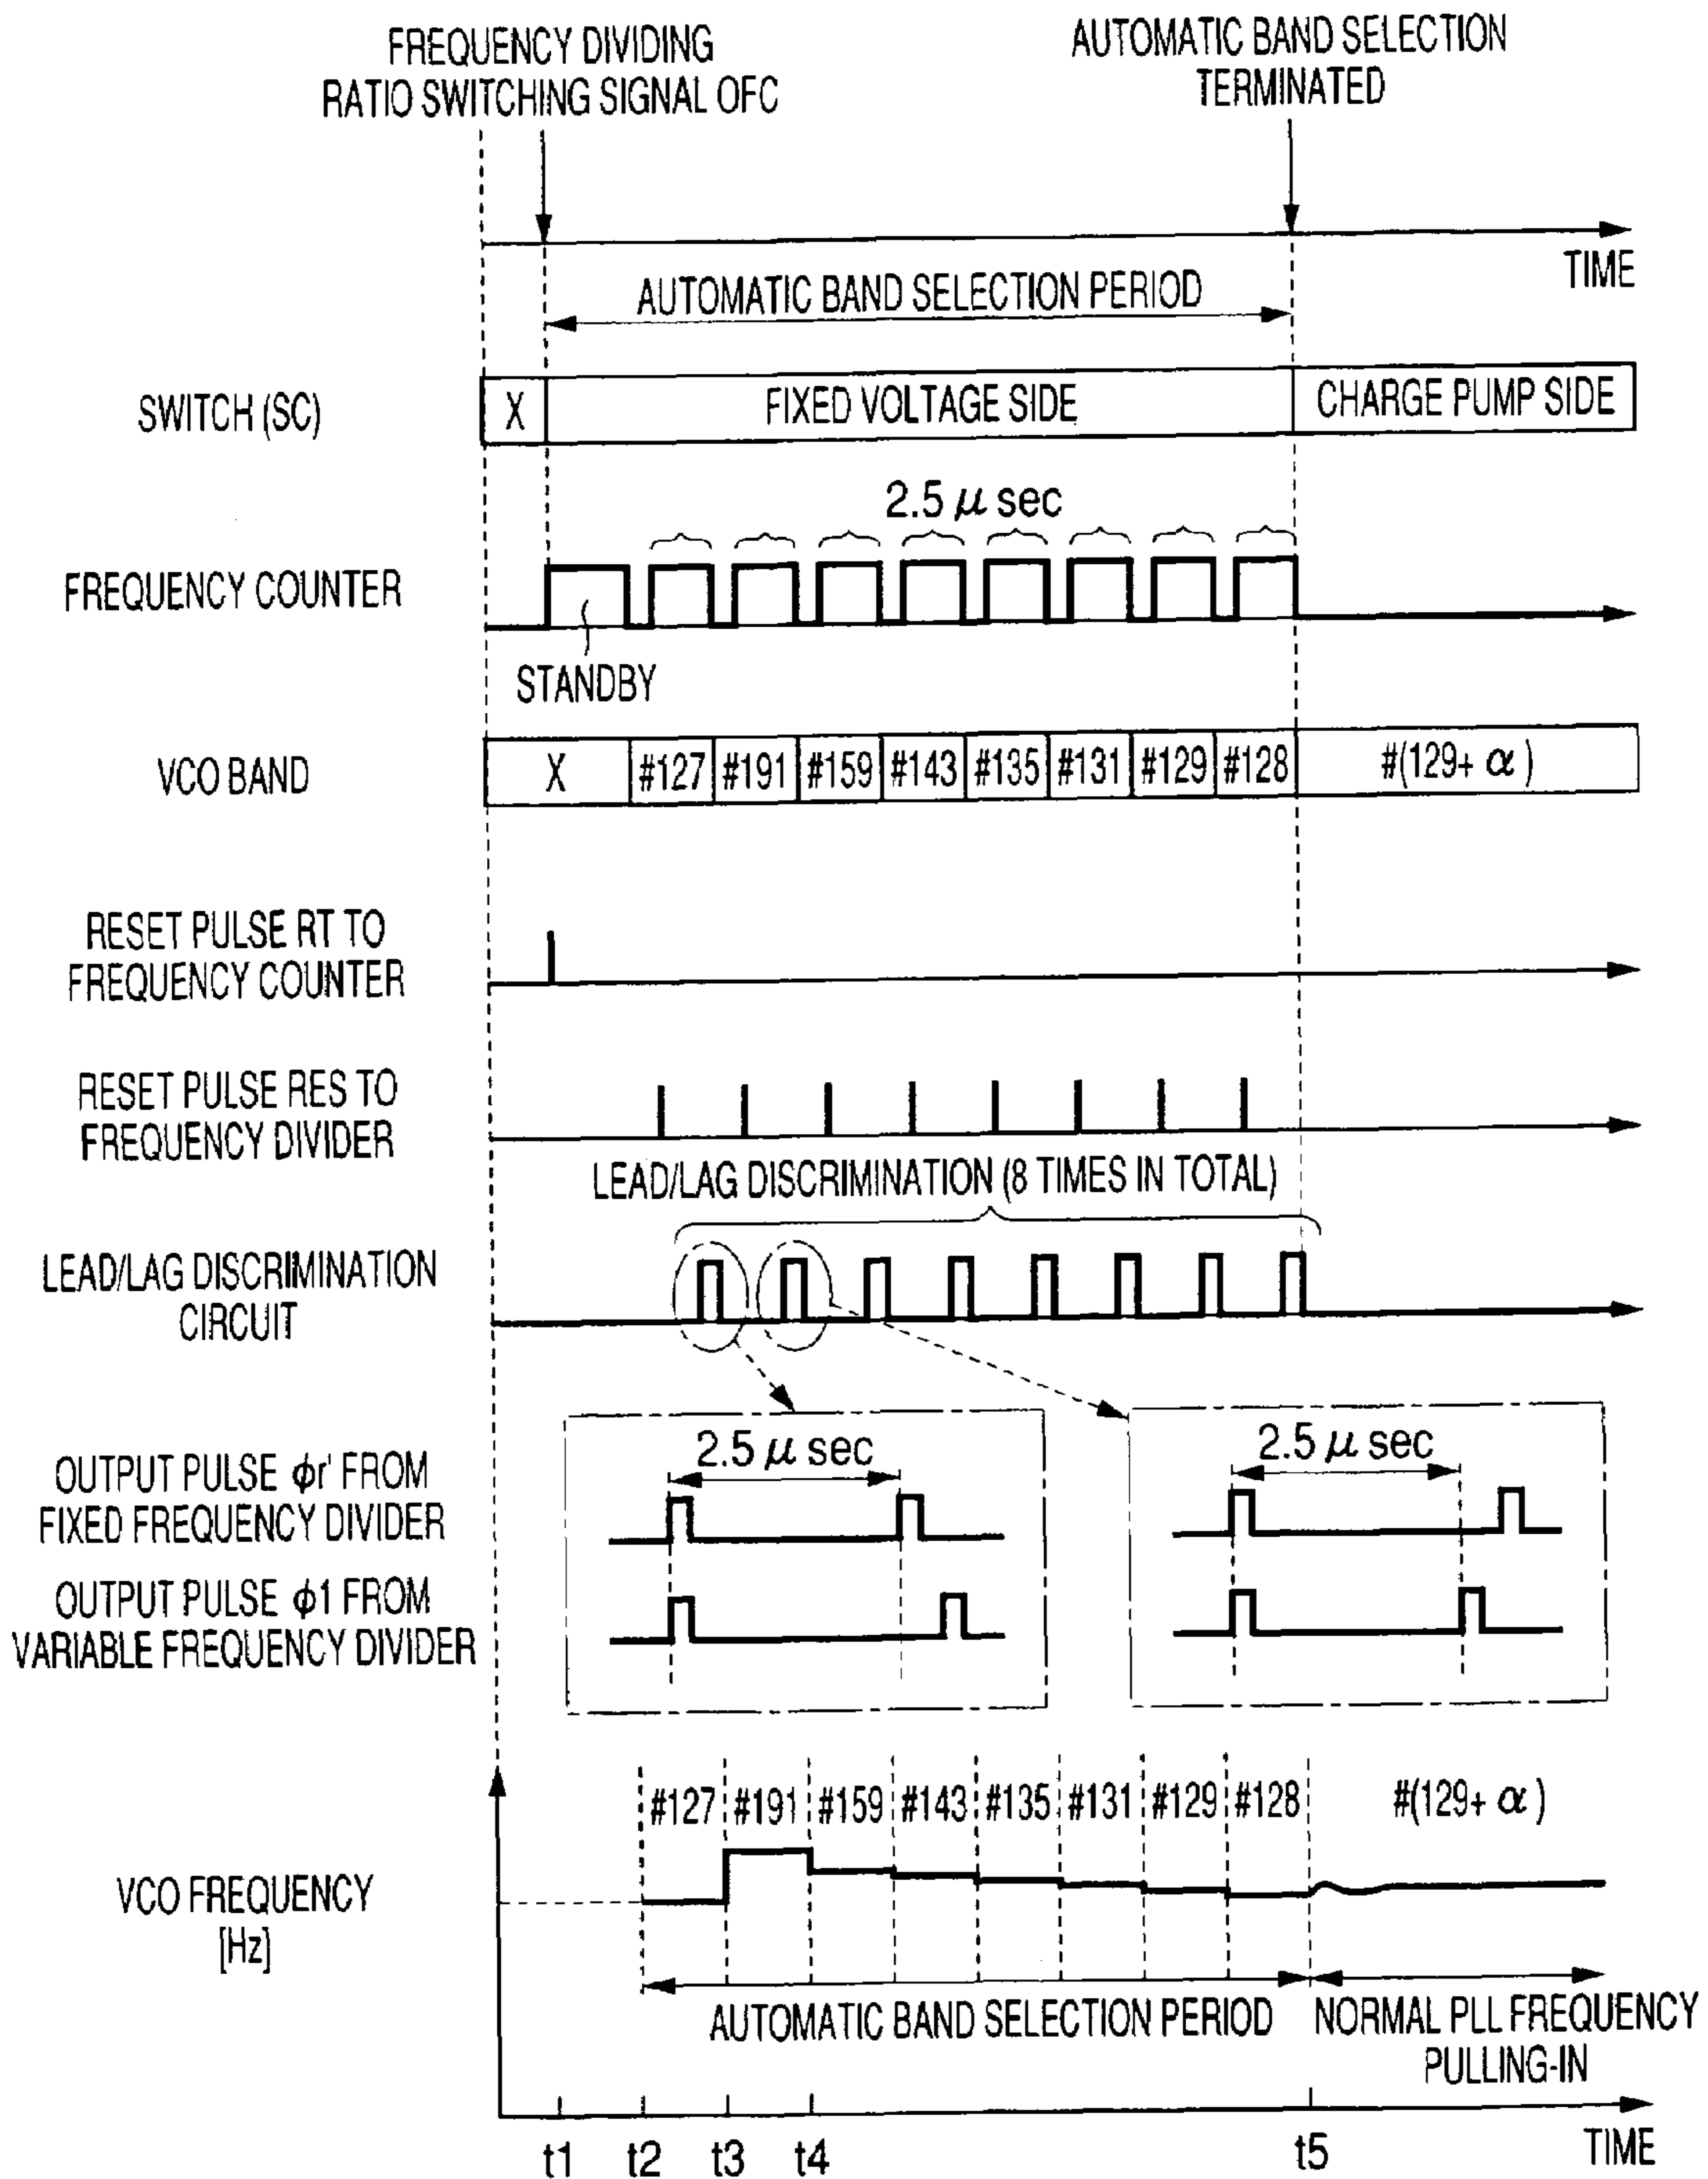 FREQUENCY DIVIDING
RATIO SWITCHING SIGNAL OFC
AUTOMATIC BAND SELECTION
TERMINATED
TIME
AUTOMATIC BAND SELECTION PERIOD
SWITCH (SC)
X
FIXED VOLTAGE SIDE
CHARGE PUMP SIDE
2.5 μ sec
FREQUENCY COUNTER
STANDBY
VCO BAND
X
#127
#191
#159
#143
#135
#131
#129
#128
#(129+ α )
RESET PULSE RT TO
FREQUENCY COUNTER
RESET PULSE RES TO
FREQUENCY DIVIDER
LEAD/LAG DISCRIMINATION (8 TIMES IN TOTAL)
LEAD/LAG DISCRIMINATION
CIRCUIT
2.5 μ sec
2.5 μ sec
OUTPUT PULSE ϕr' FROM
FIXED FREQUENCY DIVIDER
OUTPUT PULSE ϕ1 FROM
VARIABLE FREQUENCY DIVIDER
#127
#191
#159
#143
#135
#131
#129
#128
#(129+ α )
VCO FREQUENCY
[Hz]
AUTOMATIC BAND SELECTION PERIOD
NORMAL PLL FREQUENCY
PULLING-IN
t1
t2
t3
t4
t5
TIME